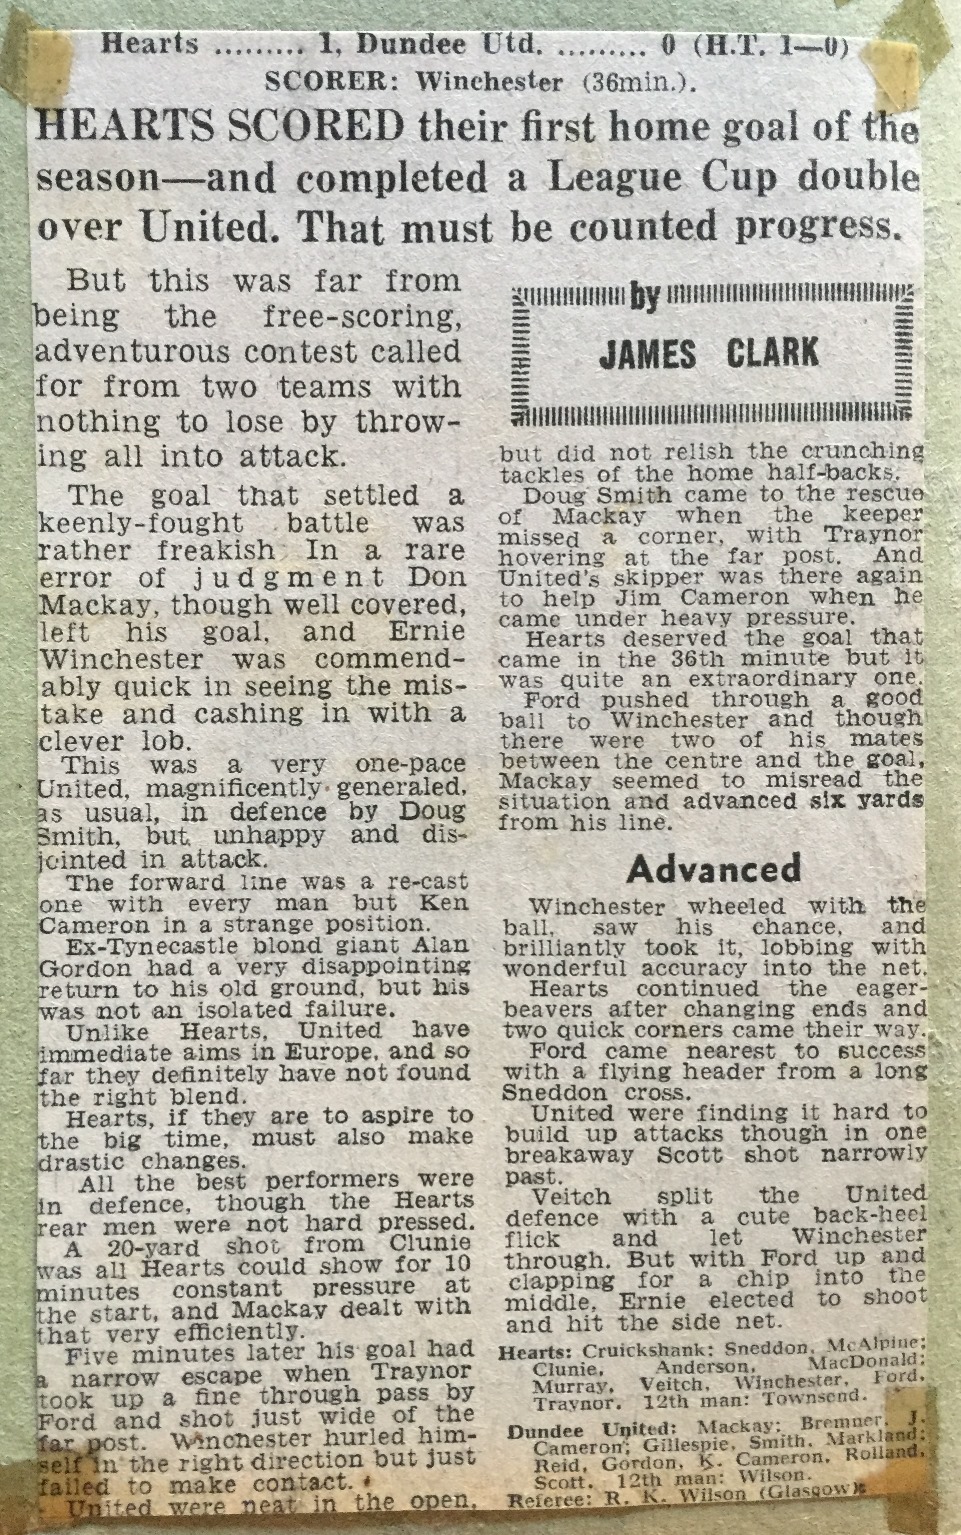 Hearts ......... 1, Dundee Utd. ......... 0 (H.T. 1—0)
SCORER: Winchester (36min.).
HEARTS SCORED their first home goal of the
season—and completed a League Cup double
over United. That must be counted progress.
But this was far from
being the free-scoring,
adventurous contest called
for from two teams with
nothing to lose by throw-
ing all into attack.
The goal that settled a
keenly-fought battle was
rather freakish In a rare
error of judgment Don
Mackay, though well covered,
left his goal, and Ernie
Winchester was commend-
ably quick in seeing the mis-
take and cashing in with a
clever lob.
This was a very one-pace
United, magnificently generaled,
as usual, in defence by Doug
Smith, but unhappy and dis-
jointed in attack.
The forward line was a re-cast
one with every man but Ken
Cameron in a strange position.
Ex-Tynecastle blond giant Alan
Gordon had a very disappointing
return to his old ground, but his
was not an isolated failure.
Unlike Hearts, United have
immediate aims in Europe, and so
far they definitely have not found
the right blend.
Hearts, if they are to aspire to
the big time, must also make
drastic changes.
All the best performers were
in defence, though the Hearts
rear men were not hard pressed.
A 20-yard shot from Clunie
was all Hearts could show for 10
minutes constant pressure at
the start, and Mackay dealt with
that very efficiently.
Five minutes later his goal had
a narrow escape when Traynor
took up a fine through pass by
Ford and shot just wide of the
far post. Winchester hurled him-
self in the right direction but just
failed to make contact.
United were neat in the open,
by
JAMES CLARK
but did not relish the crunching
tackles of the home half-backs.
Doug Smith came to the rescue
of Mackay when the keeper
missed a corner, with Traynor
hovering at the far post. And
United's skipper was there again
to help Jim Cameron when he
came under heavy pressure.
Hearts deserved the goal that
came in the 36th minute but it
was quite an extraordinary one.
Ford pushed through a good
ball to Winchester and though
there were two of his mates
between the centre and the goal,
Mackay seemed to misread the
situation and advanced six yards
from his line.
Advanced
Winchester wheeled with the
ball, saw his chance, and
brilliantly took it, lobbing with
wonderful accuracy into the net.
Hearts continued the eager-
beavers after changing ends and
two quick corners came their way.
Ford came nearest to success
with a flying header from a long
Sneddon cross.
United were finding it hard to
build up attacks though in one
breakaway Scott shot narrowly
past.
Veitch split the United
defence with a cute back-heel
flick and let Winchester
through. But with Ford up and
clapping for a chip into the
middle, Ernie elected to shoot
and hit the side net.
Hearts: Cruickshank; Sneddon, McAlpine;
Clunie, Anderson, MacDonald;
Murray, Veitch, Winchester, Ford,
Traynor. 12th man: Townsend.
Dundee United: Mackay; Bremner, J.
Cameron; Gillespie, Smith, Markland;
Reid, Gordon, K. Cameron, Rolland,
Scott. 12th man: Wilson.
Referee: R. K. Wilson (Glasgow).